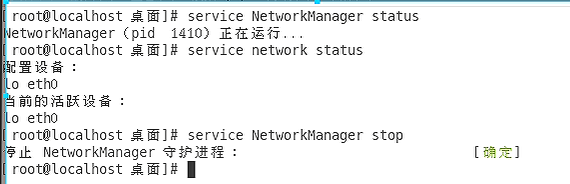 [root@localhost 桌面]# service NetworkManager status
NetworkManager (pid  1410) 正在运行...
[root@localhost 桌面]# service network status
配置设备：
lo eth0
当前的活跃设备：
lo eth0
[root@localhost 桌面]# service NetworkManager stop
停止 NetworkManager 守护进程： [确定]
[root@localhost 桌面]#